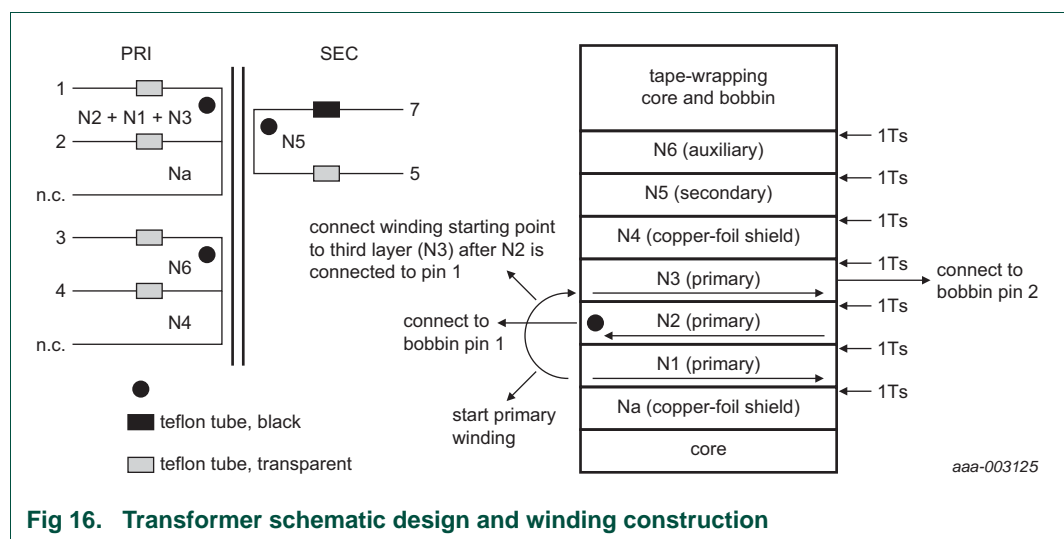 PRI
SEC
1
N2 + N1 + N3
2
Na
n.c.
3
N6
4
N4
n.c.
7
N5
5
teflon tube, black
teflon tube, transparent
connect winding starting point
to third layer (N3) after N2 is
connected to pin 1
connect to
bobbin pin 1
start primary
winding
tape-wrapping
core and bobbin
1Ts
N6 (auxiliary)
1Ts
N5 (secondary)
1Ts
N4 (copper-foil shield)
1Ts
N3 (primary)
connect to
bobbin pin 2
1Ts
N2 (primary)
1Ts
N1 (primary)
1Ts
Na (copper-foil shield)
core
aaa-003125
Fig 16. Transformer schematic design and winding construction